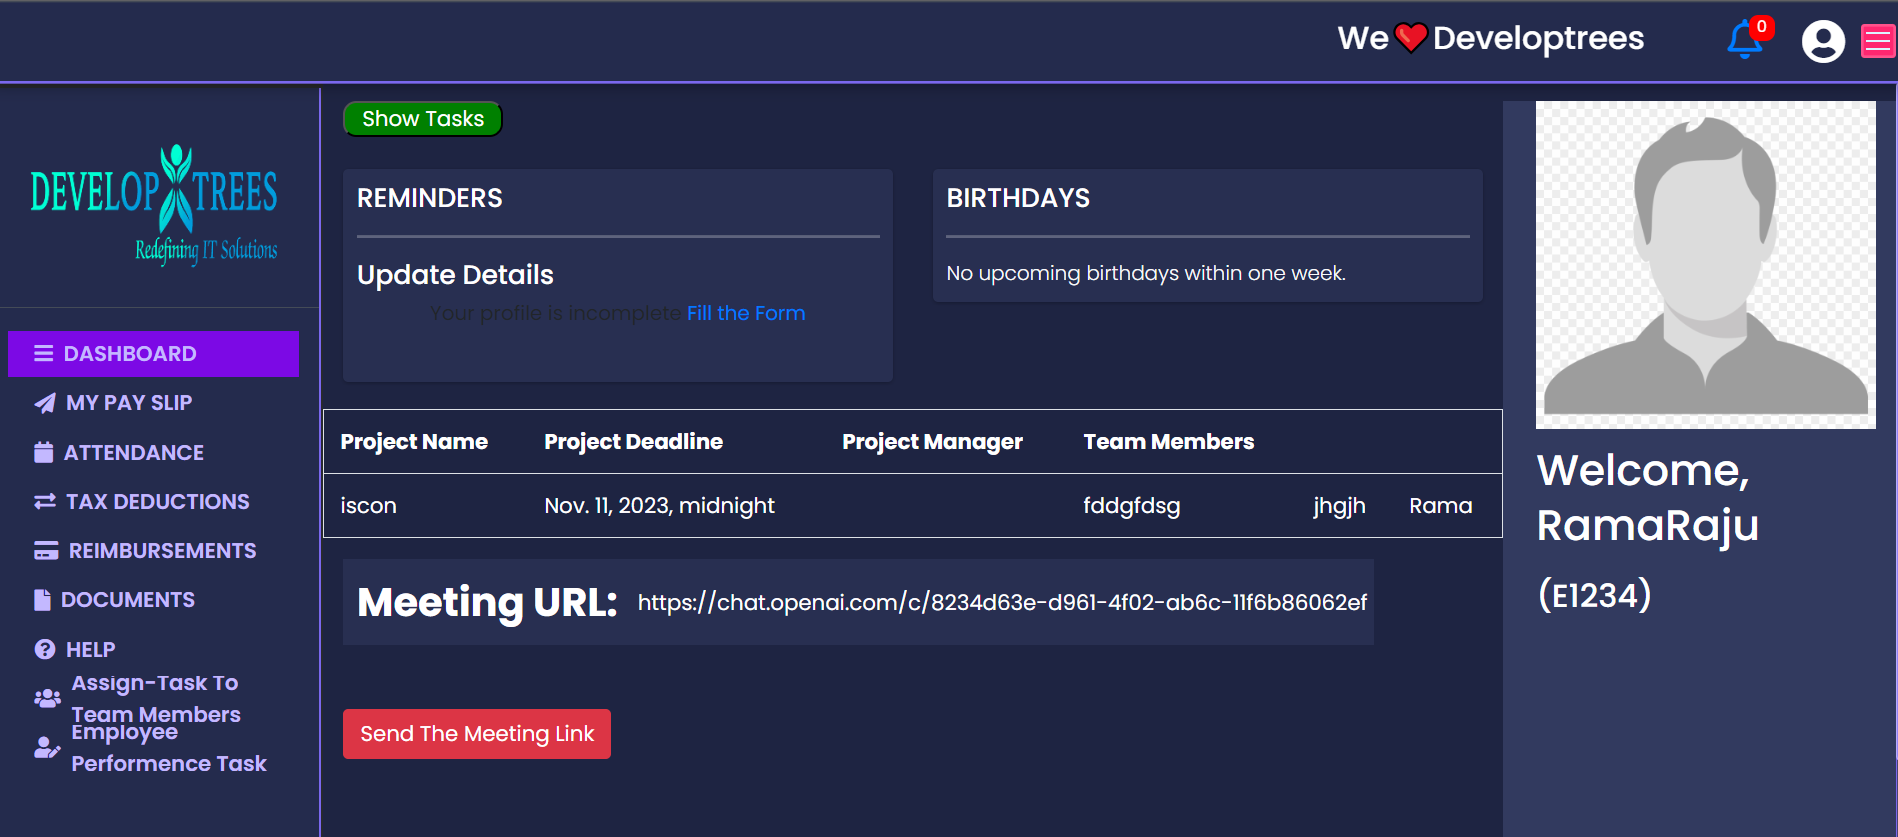 We ❤ Developtrees
0
DEVELOP TREES
Redefining IT Solutions
DASHBOARD
MY PAY SLIP
ATTENDANCE
TAX DEDUCTIONS
REIMBURSEMENTS
DOCUMENTS
HELP
Assign-Task To
Team Members
Employee
Performence Task
Show Tasks
REMINDERS
Update Details
Your profile is incomplete Fill the Form
BIRTHDAYS
No upcoming birthdays within one week.
Project Name Project Deadline Project Manager Team Members
iscon Nov. 11, 2023, midnight fddgfdsg jhgjh Rama
Meeting URL: https://chat.openai.com/c/8234d63e-d961-4f02-ab6c-11f6b86062ef
Send The Meeting Link
Welcome,
RamaRaju
(E1234)